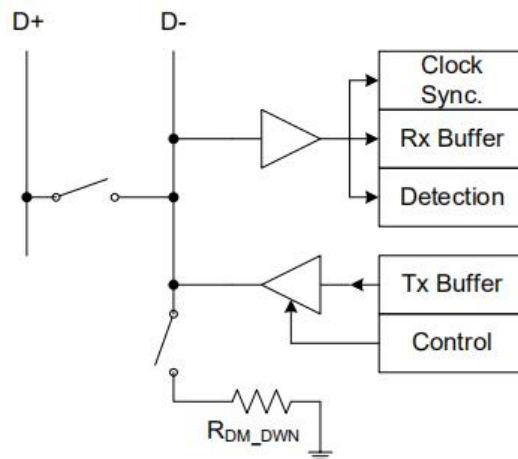 D+
D-
Clock
Sync.
Rx Buffer
Detection
Tx Buffer
Control
RDM_DWN